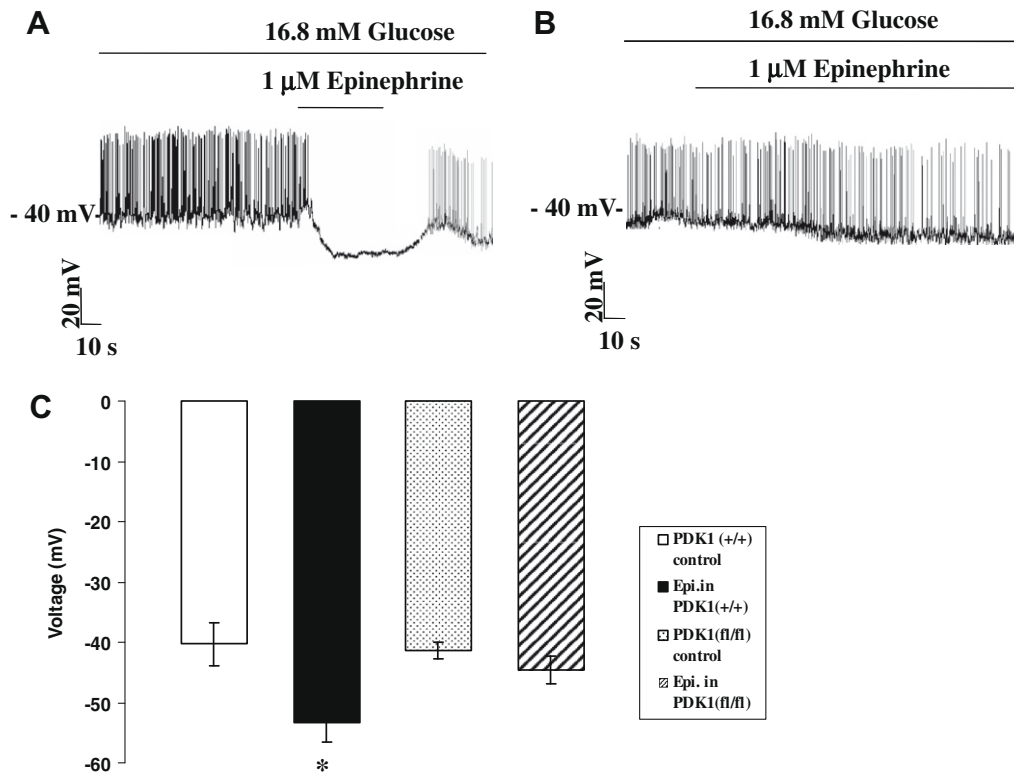 A
16.8 mM Glucose
1 μM Epinephrine
- 40 mV-
20 mV
10 s
B
16.8 mM Glucose
1 μM Epinephrine
- 40 mV-
20 mV
10 s
C
0
-10
-20
-30
-40
-50
-60
Voltage (mV)
*
PDK1 (+/+)
control
Epi.in
PDK1(+/+)
PDK1(fl/fl)
control
Epi. in
PDK1(fl/fl)